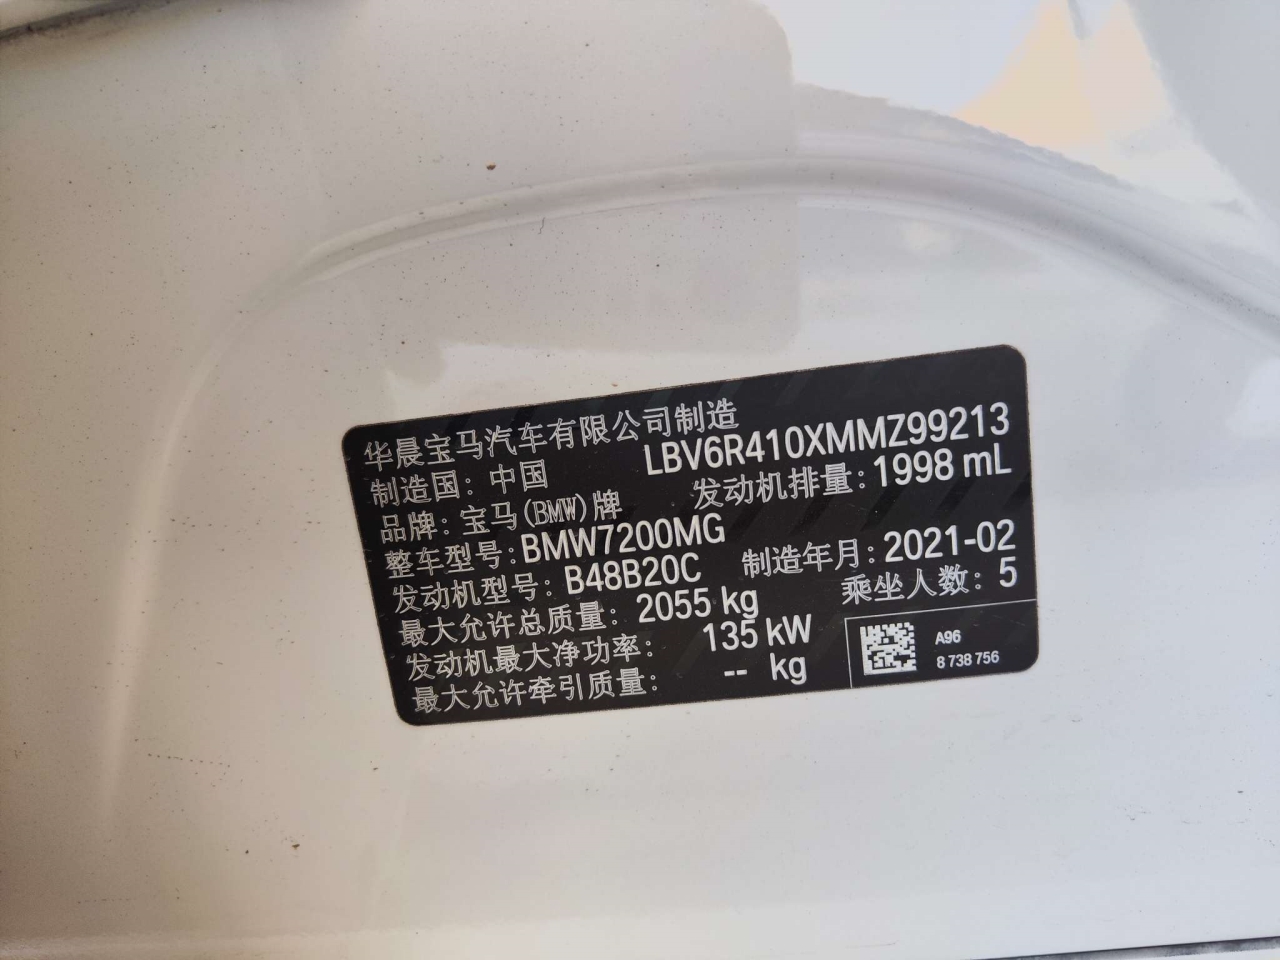 华晨宝马汽车有限公司制造
制造国: 中国 LBV6R410XMMZ99213
品牌: 宝马(BMW)牌 发动机排量: 1998 mL
整车型号: BMW7200MG
发动机型号: B48B20C 制造年月: 2021-02
最大允许总质量: 2055 kg 乘坐人数: 5
发动机最大净功率: 135 kW
最大允许牵引质量: -- kg
A96
8 738 756